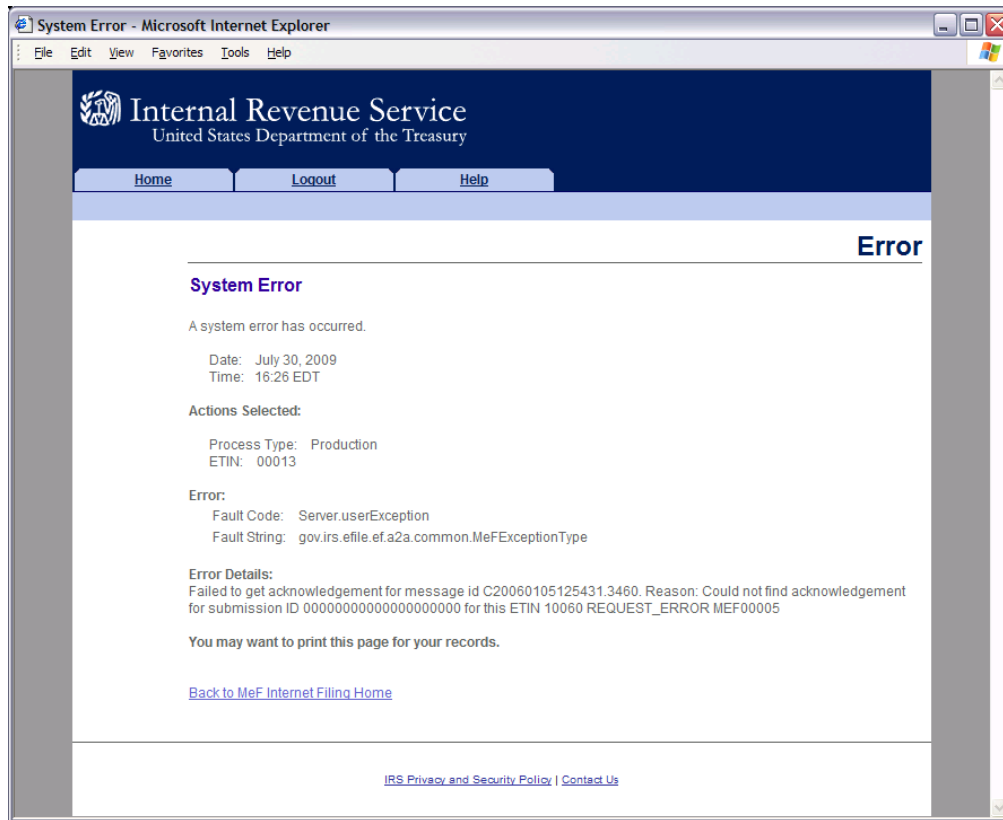 System Error - Microsoft Internet Explorer
File Edit View Favorites Tools Help
Internal Revenue Service
United States Department of the Treasury
Home Logout Help
Error
System Error
A system error has occurred.
Date: July 30, 2009
Time: 16:26 EDT
Actions Selected:
Process Type: Production
ETIN: 00013
Error:
Fault Code: Server.userException
Fault String: gov.irs.efile.ef.a2a.common.MeFExceptionType
Error Details:
Failed to get acknowledgement for message id C20060105125431.3460. Reason: Could not find acknowledgement
for submission ID 00000000000000000000 for this ETIN 10060 REQUEST_ERROR MEF00005
You may want to print this page for your records.
Back to MeF Internet Filing Home
IRS Privacy and Security Policy | Contact Us